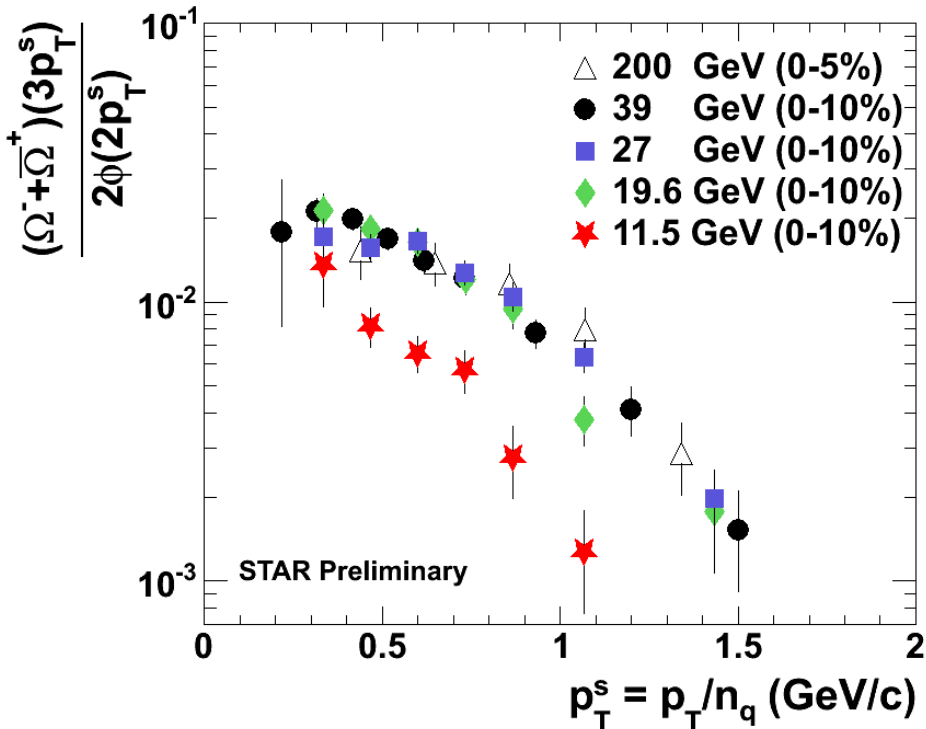 (Ω⁻+Ω̅⁺)(3pₜˢ)
2ϕ(2pₜˢ)
10⁻¹
10⁻²
10⁻³
200 GeV (0-5%)
39 GeV (0-10%)
27 GeV (0-10%)
19.6 GeV (0-10%)
11.5 GeV (0-10%)
STAR Preliminary
0 0.5 1 1.5 2
p_T^s = p_T/n_q (GeV/c)